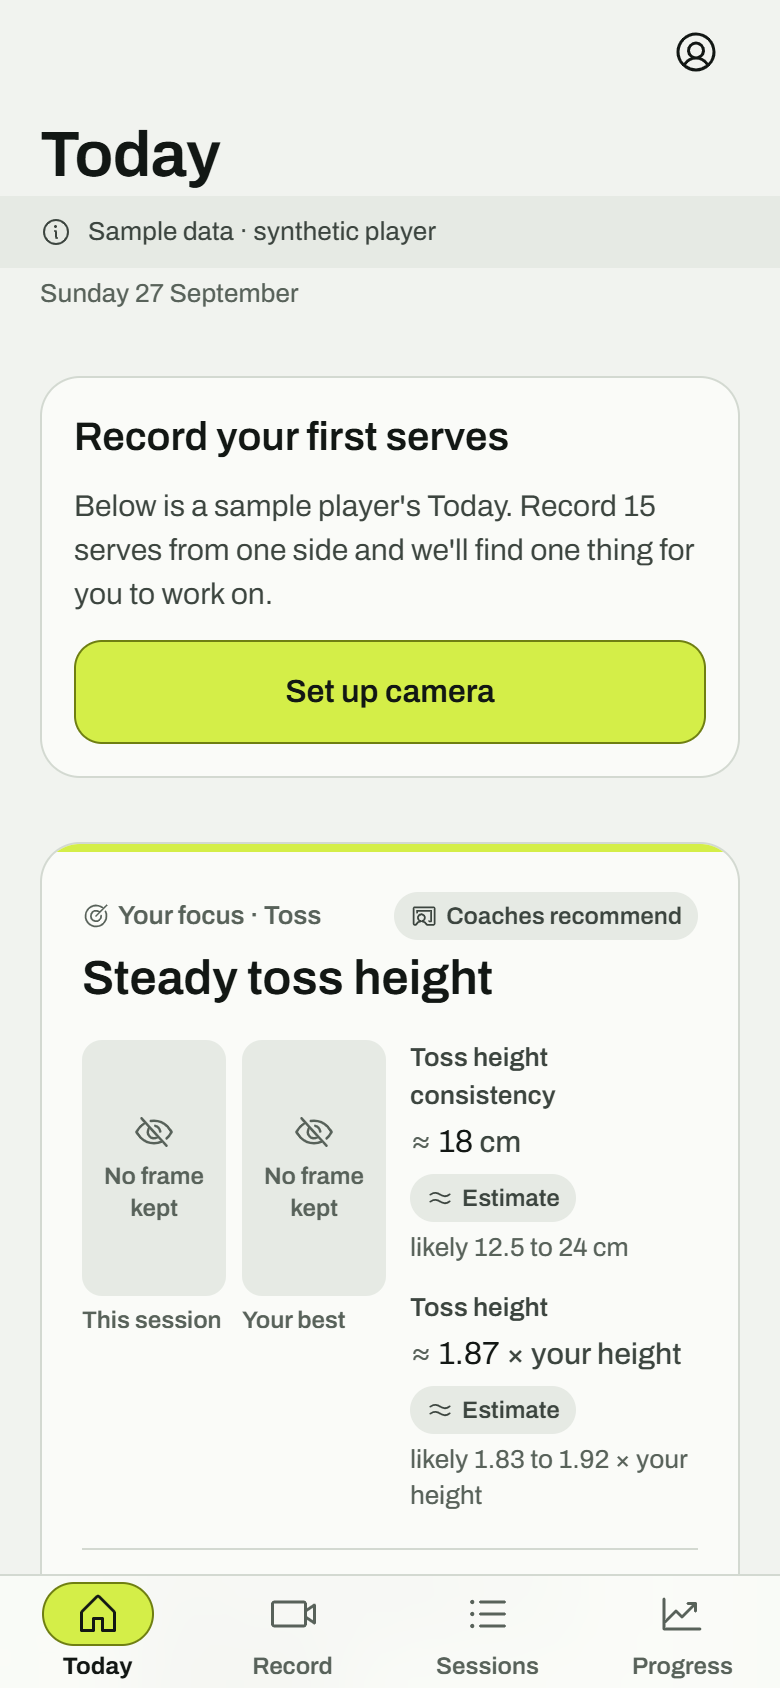 Today
Sample data · synthetic player
Sunday 27 September
Record your first serves
Below is a sample player's Today. Record 15
serves from one side and we'll find one thing for
you to work on.
Set up camera
Your focus · Toss
Coaches recommend
Steady toss height
No frame
kept
This session
No frame
kept
Your best
Toss height
consistency
≈ 18 cm
Estimate
likely 12.5 to 24 cm
Toss height
≈ 1.87 × your height
Estimate
likely 1.83 to 1.92 × your
height
Today
Record
Sessions
Progress